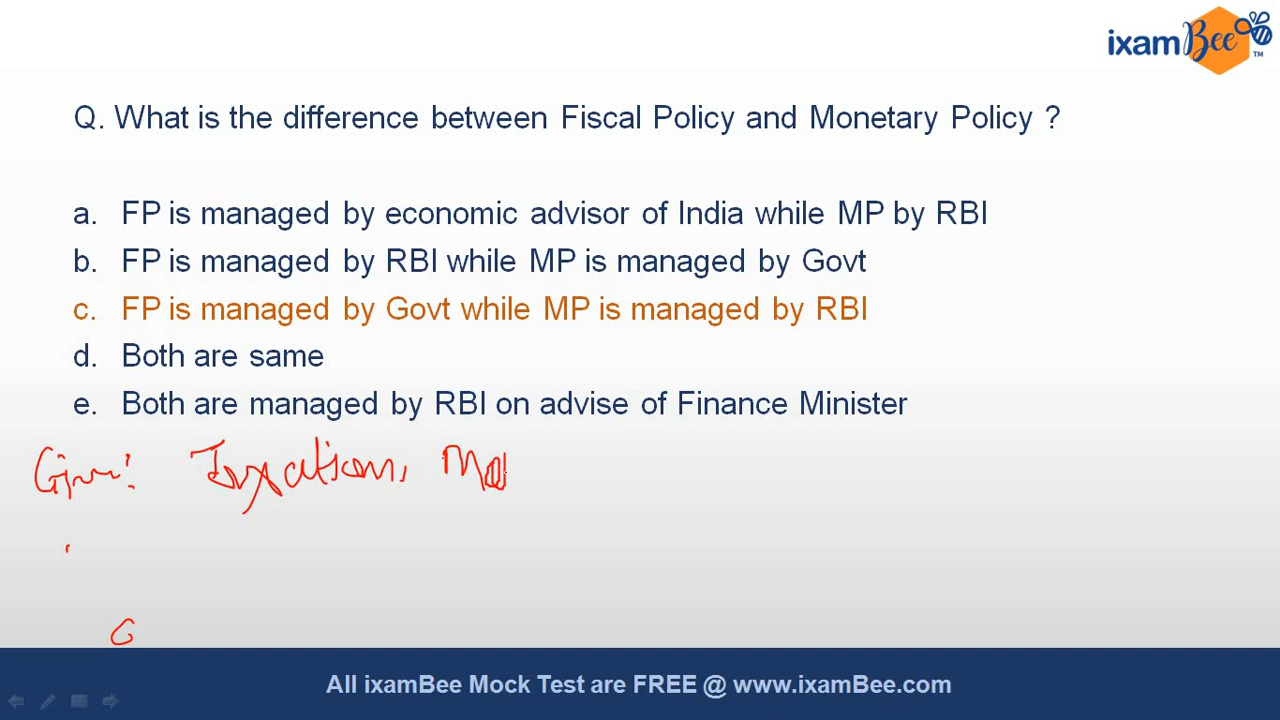 ixamBee
TM
Q. What is the difference between Fiscal Policy and Monetary Policy ?
a. FP is managed by economic advisor of India while MP by RBI
b. FP is managed by RBI while MP is managed by Govt
c. FP is managed by Govt while MP is managed by RBI
d. Both are same
e. Both are managed by RBI on advise of Finance Minister
Taxation,
All ixamBee Mock Test are FREE @ www.ixamBee.com